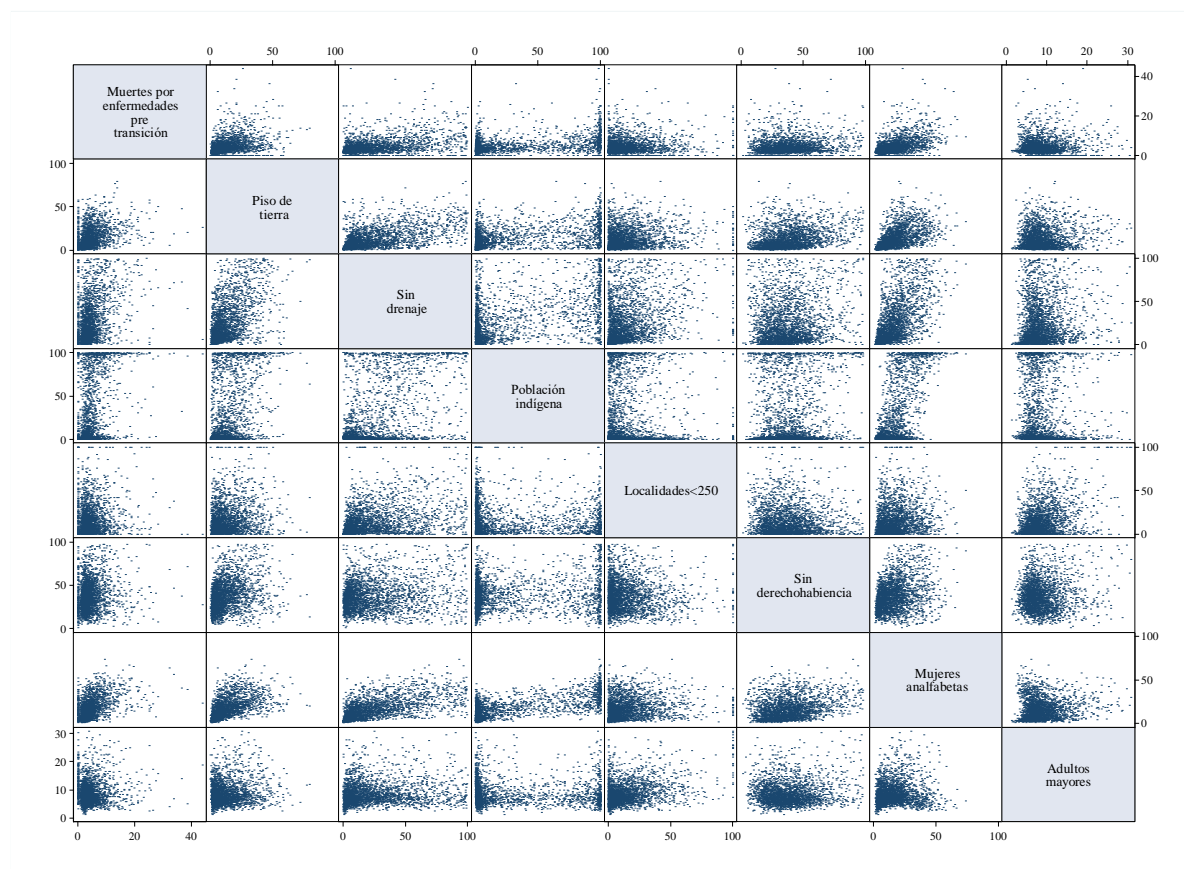 0 50 100 0 50 100 0 50 100 0 10 20 30
Muertes por
enfermedades
pre
transición
40
20
0
100
50
0
Piso de
tierra
Sin
drenaje
100
50
0
100
50
0
Población
indígena
Localidades<250
100
50
0
100
50
0
Sin
derechohabiencia
Mujeres
analfabetas
100
50
0
30
20
10
0
Adultos
mayores
0 20 40 0 50 100 0 50 100 0 50 100